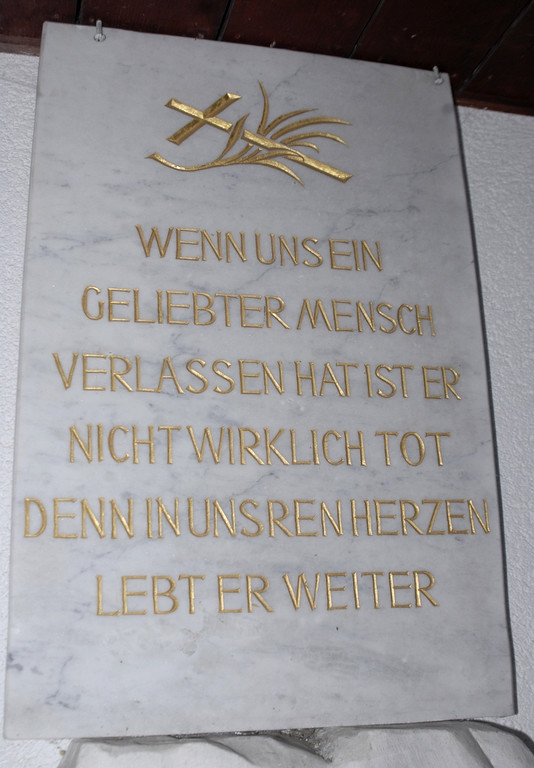 WENN UNS EIN
GELIEBTER MENSCH
VERLASSEN HAT IST ER
NICHT WIRKLICH TOT
DENN IN UNSREN HERZEN
LEBT ER WEITER